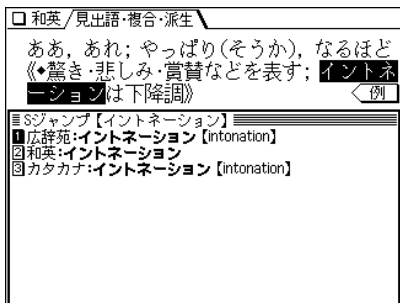 和英/見出語・複合・派生
ああ，あれ；やっぱり(そうか)，なるほど
《◆驚き・悲しみ・賞賛などを表す；イントネ
ーションは下降調》 例
Sジャンプ【イントネーション】
1広辞苑:イントネーション【intonation】
2和英:イントネーション
3カタカナ:イントネーション【intonation】